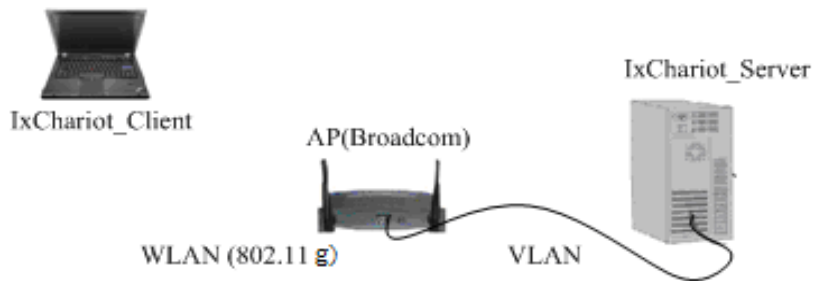 IxChariot_Server
IxChariot_Client
AP(Broadcom)
WLAN (802.11 g)
VLAN